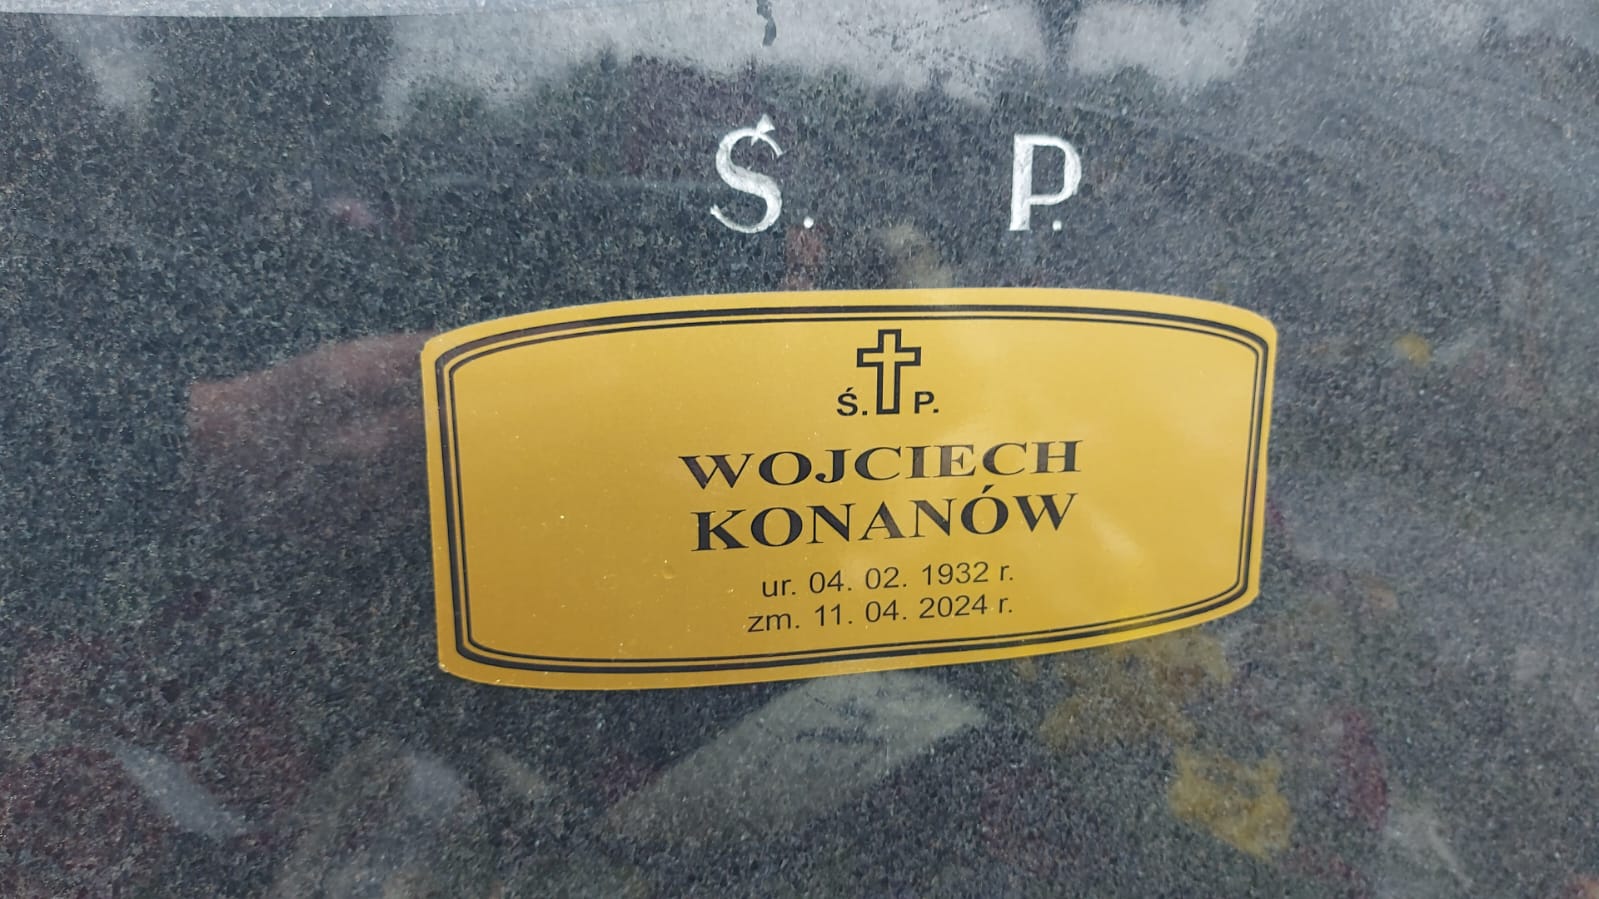 Ś. P.
Ś. P.
WOJCIECH
KONANÓW
ur. 04. 02. 1932 r.
zm. 11. 04. 2024 r.